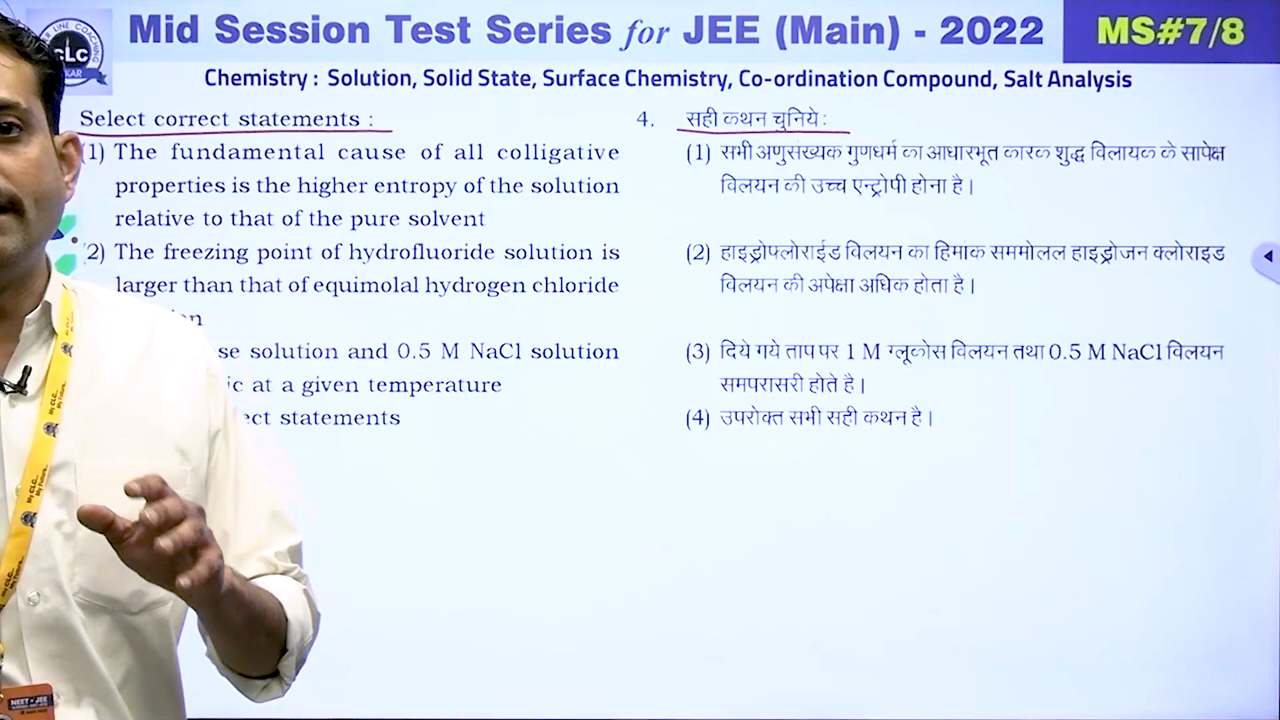 Mid Session Test Series for JEE (Main) - 2022
MS#7/8
Chemistry : Solution, Solid State, Surface Chemistry, Co-ordination Compound, Salt Analysis
Select correct statements :
1) The fundamental cause of all colligative
properties is the higher entropy of the solution
relative to that of the pure solvent
2) The freezing point of hydrofluoride solution is
larger than that of equimolal hydrogen chloride
se solution and 0.5 M NaCl solution
ic at a given temperature
ect statements
4. सही कथन चुनिये:
(1) सभी अणुसंख्यक गुणधर्म का आधारभूत कारक शुद्ध विलायक के सापेक्ष
विलयन की उच्च एन्ट्रोपी होना है।
(2) हाइड्रोफ्लोराईड विलयन का हिमांक सममोलल हाइड्रोजन क्लोराइड
विलयन की अपेक्षा अधिक होता है।
(3) दिये गये ताप पर 1 M ग्लूकोस विलयन तथा 0.5 M NaCl विलयन
समपरासरी होते है।
(4) उपरोक्त सभी सही कथन है।
CLC
NEET JEE